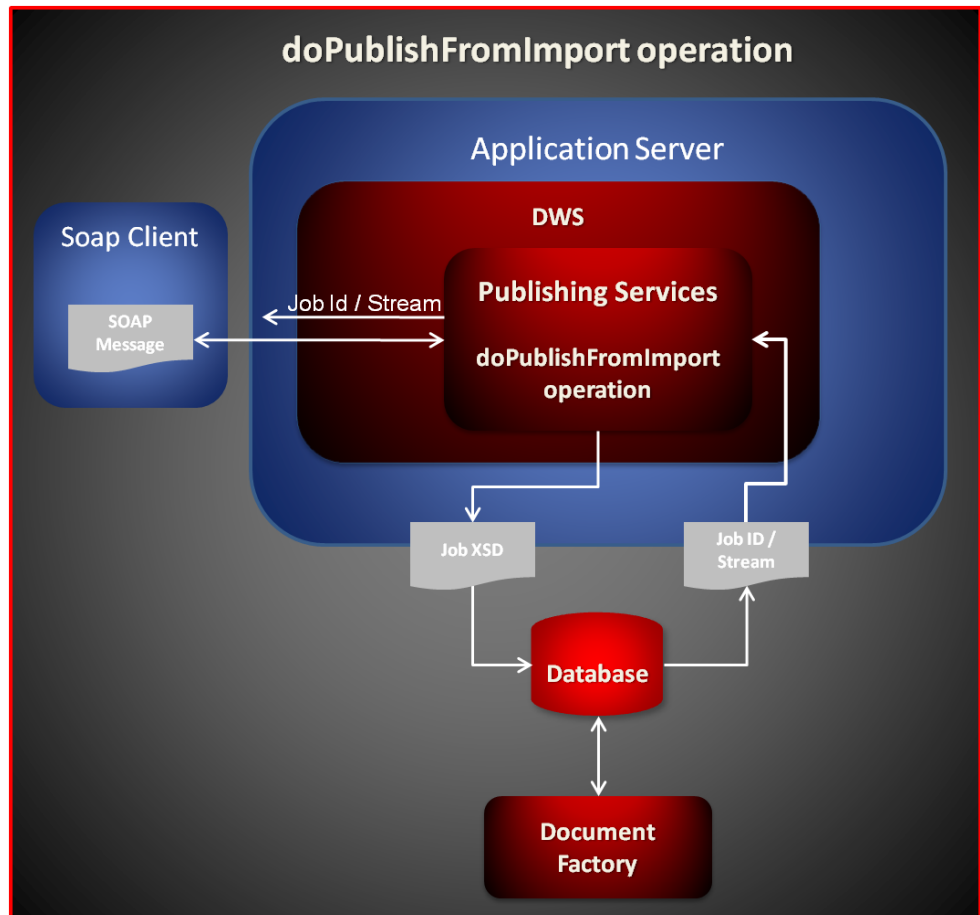 doPublishFromImport operation
Application Server
DWS
Soap Client
Publishing Services
Job Id / Stream
SOAP
Message
doPublishFromImport
operation
Job XSD
Job ID /
Stream
Database
Document
Factory